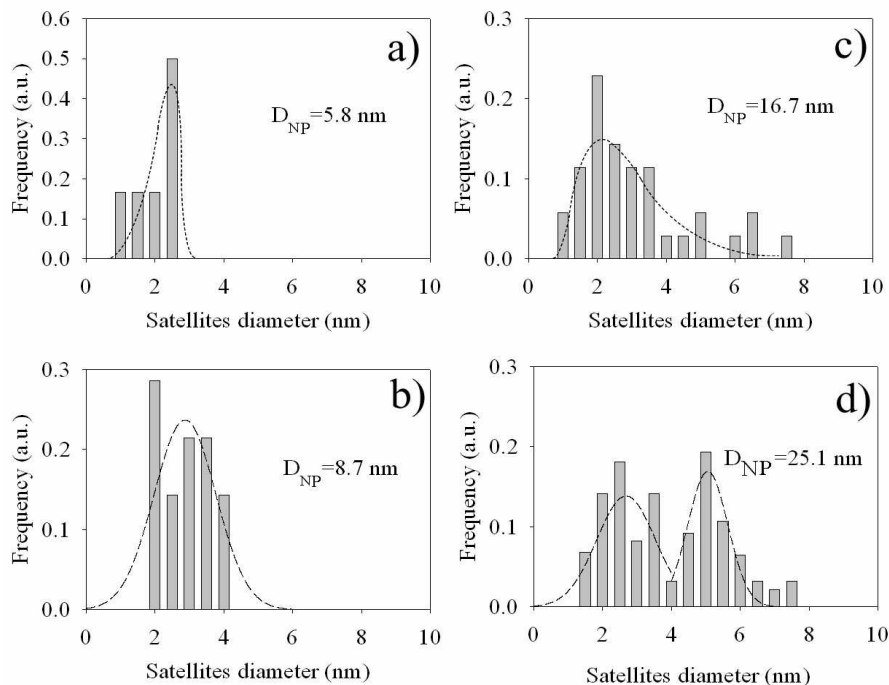 a)
D_NP=5.8 nm
Frequency (a.u.)
0.6
0.5
0.4
0.3
0.2
0.1
0.0
0 2 4 6 8 10
Satellites diameter (nm)
c)
D_NP=16.7 nm
Frequency (a.u.)
0.3
0.2
0.1
0.0
0 2 4 6 8 10
Satellites diameter (nm)
b)
D_NP=8.7 nm
Frequency (a.u.)
0.3
0.2
0.1
0.0
0 2 4 6 8 10
Satellites diameter (nm)
d)
D_NP=25.1 nm
Frequency (a.u.)
0.3
0.2
0.1
0.0
0 2 4 6 8 10
Satellites diameter (nm)